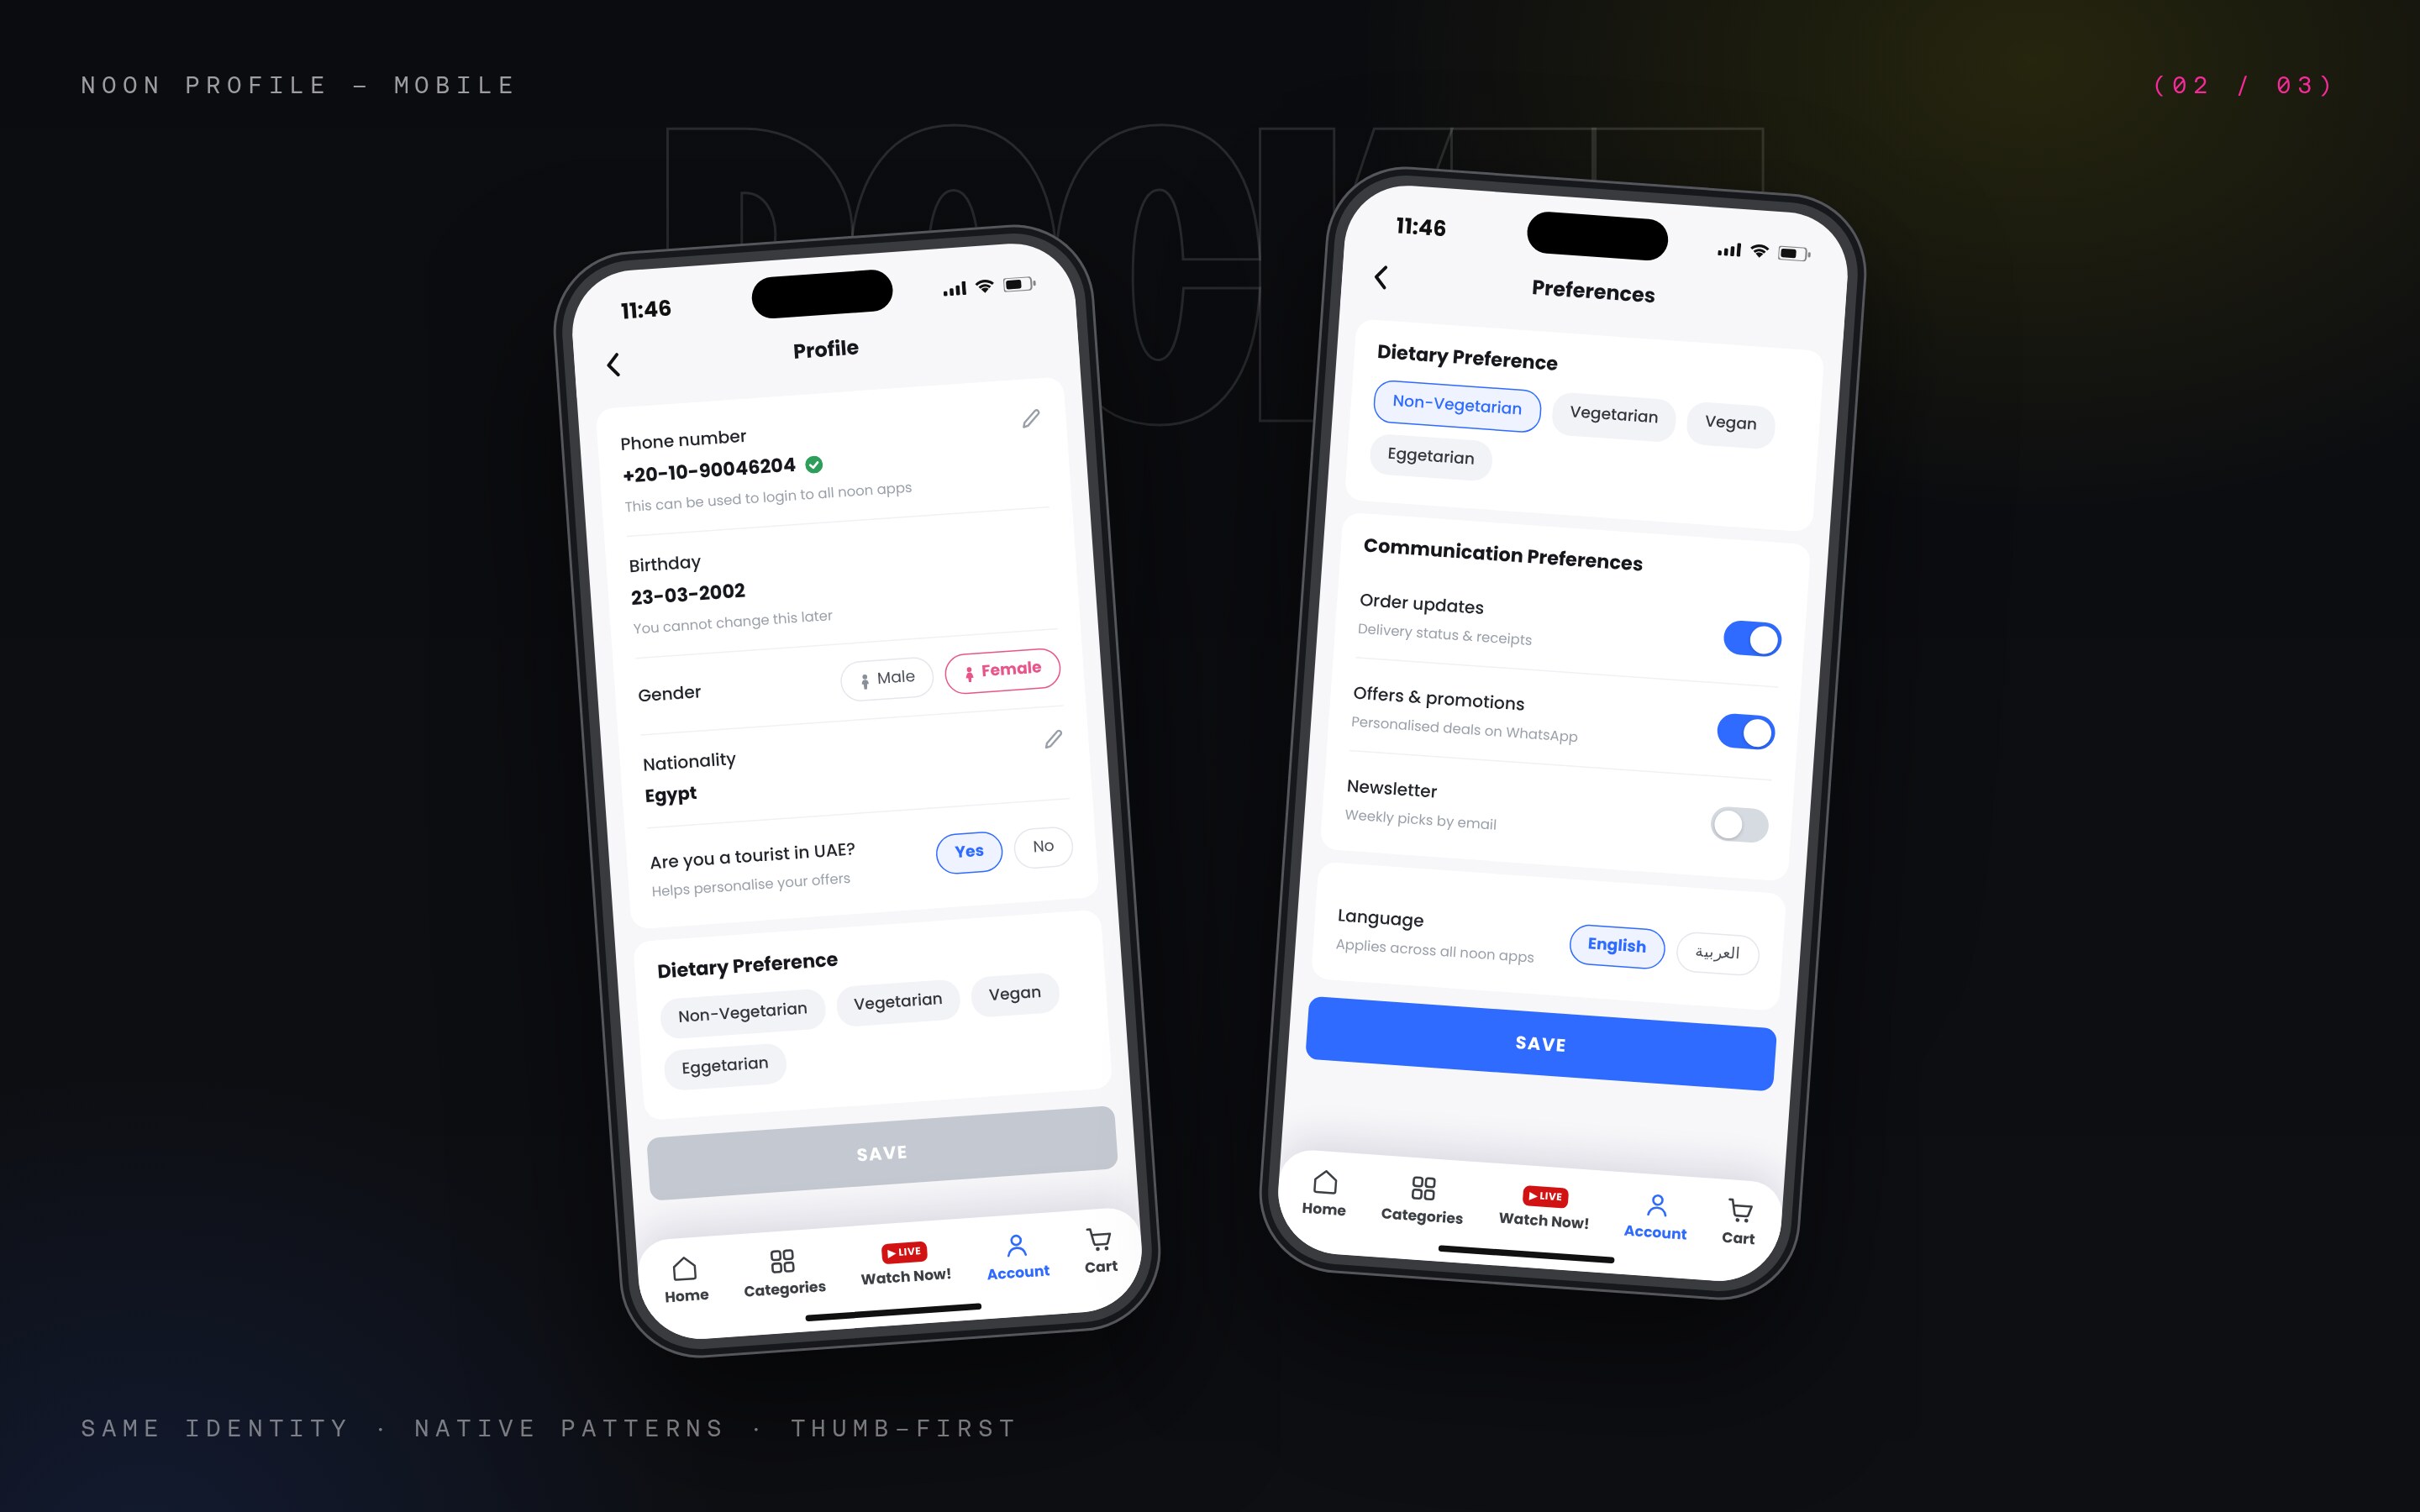 NOON PROFILE – MOBILE
(02 / 03)
POCKET
11:46
Profile
Phone number
+20-10-90046204
This can be used to login to all noon apps
Birthday
23-03-2002
You cannot change this later
Gender
Male
Female
Nationality
Egypt
Are you a tourist in UAE?
Helps personalise your offers
Yes
No
Dietary Preference
Non-Vegetarian
Vegetarian
Vegan
Eggetarian
SAVE
Home
Categories
LIVE
Watch Now!
Account
Cart
11:46
Preferences
Dietary Preference
Non-Vegetarian
Vegetarian
Vegan
Eggetarian
Communication Preferences
Order updates
Delivery status & receipts
Offers & promotions
Personalised deals on WhatsApp
Newsletter
Weekly picks by email
Language
Applies across all noon apps
English
العربية
SAVE
Home
Categories
LIVE
Watch Now!
Account
Cart
SAME IDENTITY · NATIVE PATTERNS · THUMB-FIRST